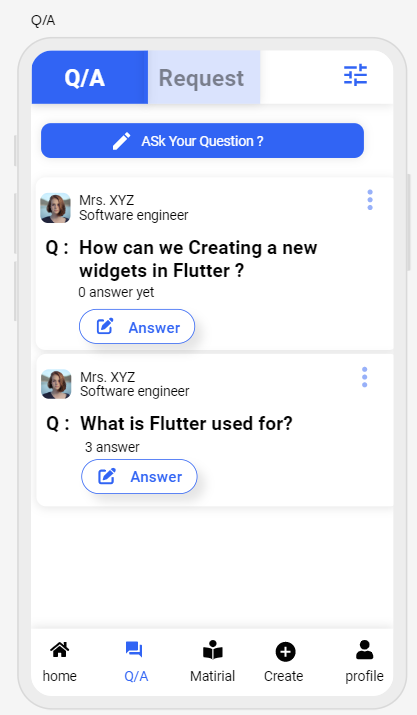 Q/A
Q/A Request
ASk Your Question ?
Mrs. XYZ
Software engineer
Q : How can we Creating a new
widgets in Flutter ?
0 answer yet
Answer
Mrs. XYZ
Software engineer
Q : What is Flutter used for?
3 answer
Answer
home Q/A Matirial Create profile